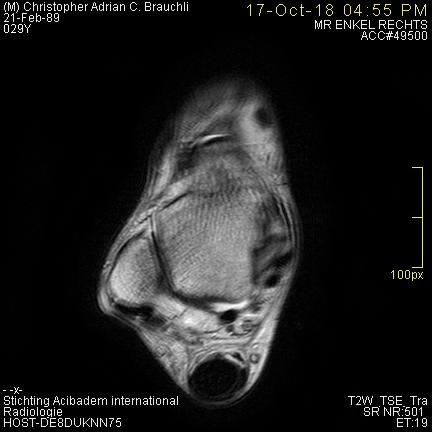 (M) Christopher Adrian C. Brauchli
21-Feb-89
029Y
17-Oct-18 04:55 PM
MR ENKEL RECHTS
ACC#49500
100px
--x-
Stichting Acibadem international
Radiologie
HOST-DE8DUKNN75
T2W_TSE_Tra
SR NR:501
ET:19